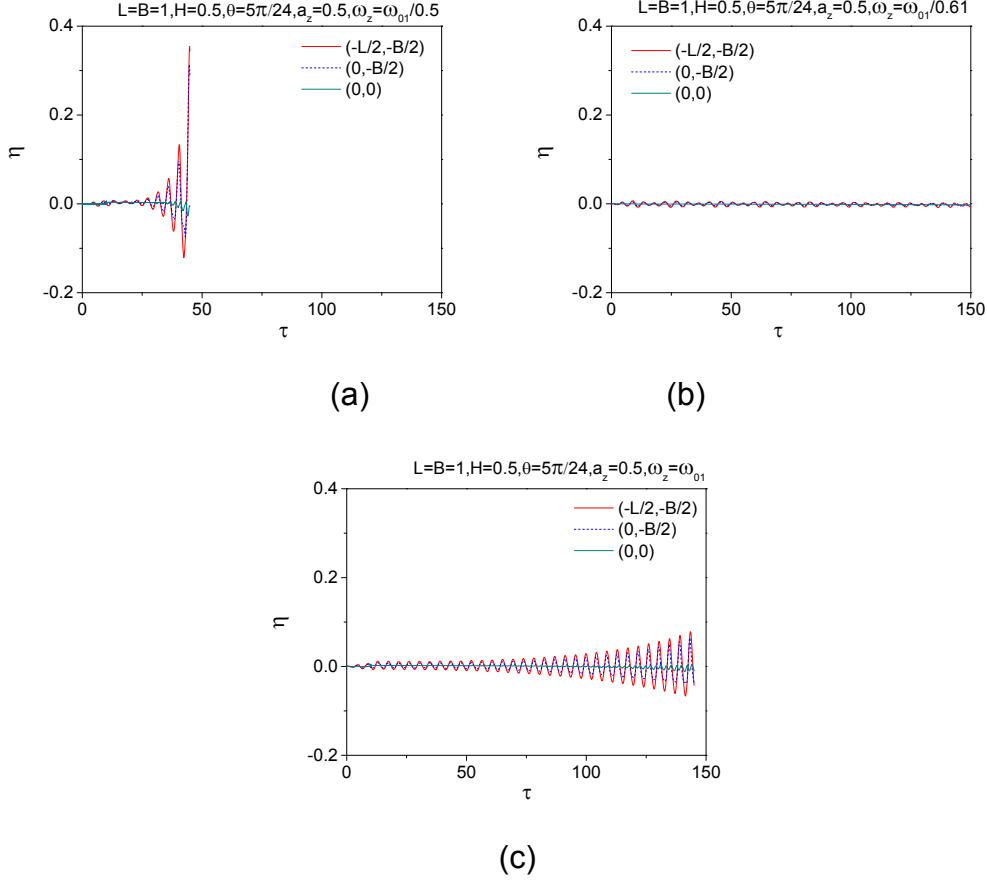 L=B=1,H=0.5,θ=5π/24,a_z=0.5,ω_z=ω_01/0.5
0.4
(-L/2,-B/2)
(0,-B/2)
(0,0)
0.2
η
0.0
-0.2
0 50 100 150
τ
(a)
L=B=1,H=0.5,θ=5π/24,a_z=0.5,ω_z=ω_01/0.61
0.4
(-L/2,-B/2)
(0,-B/2)
(0,0)
0.2
η
0.0
-0.2
0 50 100 150
τ
(b)
L=B=1,H=0.5,θ=5π/24,a_z=0.5,ω_z=ω_01
0.4
(-L/2,-B/2)
(0,-B/2)
(0,0)
0.2
η
0.0
-0.2
0 50 100 150
τ
(c)